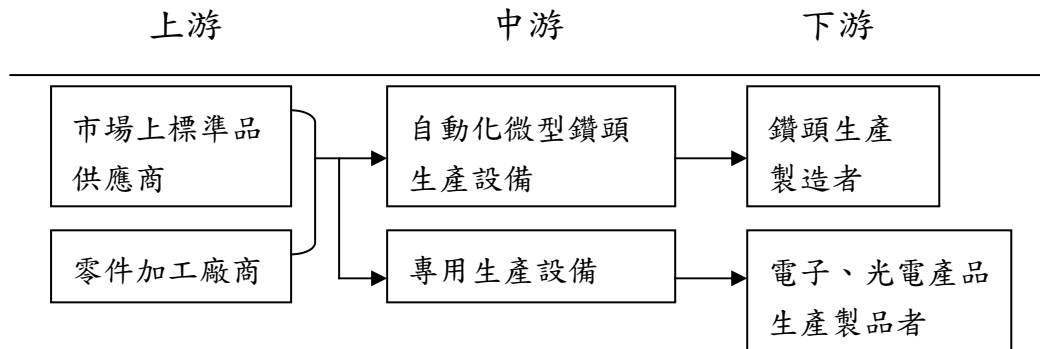 上游 中游 下游
市場上標準品
供應商
自動化微型鑽頭
生產設備
鑽頭生產
製造者
零件加工廠商
專用生產設備
電子、光電產品
生產製品者